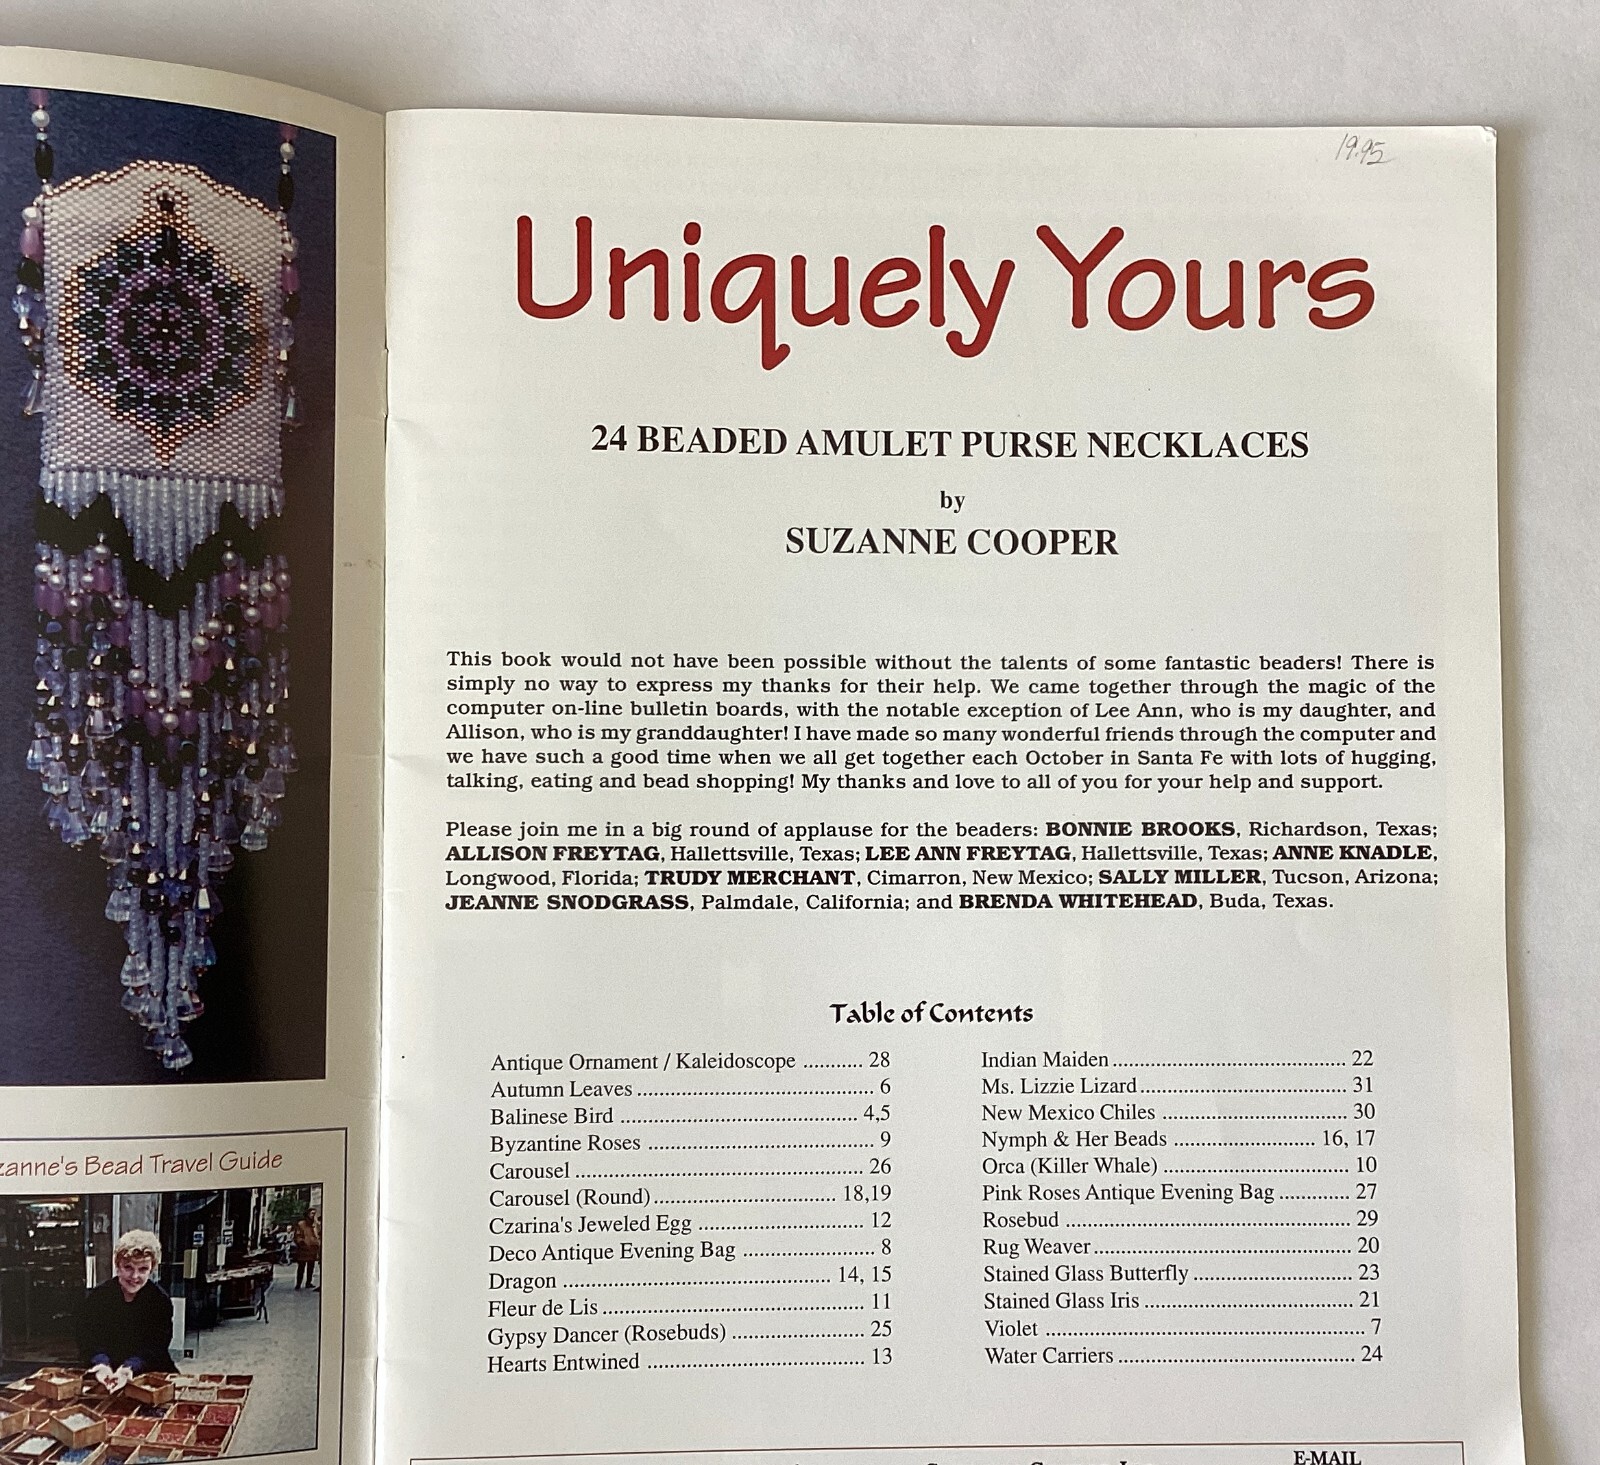 19.95
Uniquely Yours
24 BEADED AMULET PURSE NECKLACES
by
SUZANNE COOPER
This book would not have been possible without the talents of some fantastic beaders! There is
simply no way to express my thanks for their help. We came together through the magic of the
computer on-line bulletin boards, with the notable exception of Lee Ann, who is my daughter, and
Allison, who is my granddaughter! I have made so many wonderful friends through the computer and
we have such a good time when we all get together each October in Santa Fe with lots of hugging,
talking, eating and bead shopping! My thanks and love to all of you for your help and support.
Please join me in a big round of applause for the beaders: BONNIE BROOKS, Richardson, Texas;
ALLISON FREYTAG, Hallettsville, Texas; LEE ANN FREYTAG, Hallettsville, Texas; ANNE KNADLE,
Longwood, Florida; TRUDY MERCHANT, Cimarron, New Mexico; SALLY MILLER, Tucson, Arizona;
JEANNE SNODGRASS, Palmdale, California; and BRENDA WHITEHEAD, Buda, Texas.
Table of Contents
Antique Ornament / Kaleidoscope .......... 28
Autumn Leaves ........................................ 6
Balinese Bird ........................................ 4,5
Byzantine Roses ...................................... 9
Carousel ................................................ 26
Carousel (Round) ............................... 18,19
Czarina's Jeweled Egg ............................ 12
Deco Antique Evening Bag ...................... 8
Dragon ............................................. 14, 15
Fleur de Lis ............................................ 11
Gypsy Dancer (Rosebuds) ...................... 25
Hearts Entwined .................................... 13
Indian Maiden ....................................... 22
Ms. Lizzie Lizard ................................... 31
New Mexico Chiles ............................... 30
Nymph & Her Beads ........................ 16, 17
Orca (Killer Whale) ............................... 10
Pink Roses Antique Evening Bag ............ 27
Rosebud ................................................ 29
Rug Weaver ........................................... 20
Stained Glass Butterfly ........................... 23
Stained Glass Iris ................................... 21
Violet ...................................................... 7
Water Carriers ........................................ 24
zanne's Bead Travel Guide
E-MAIL